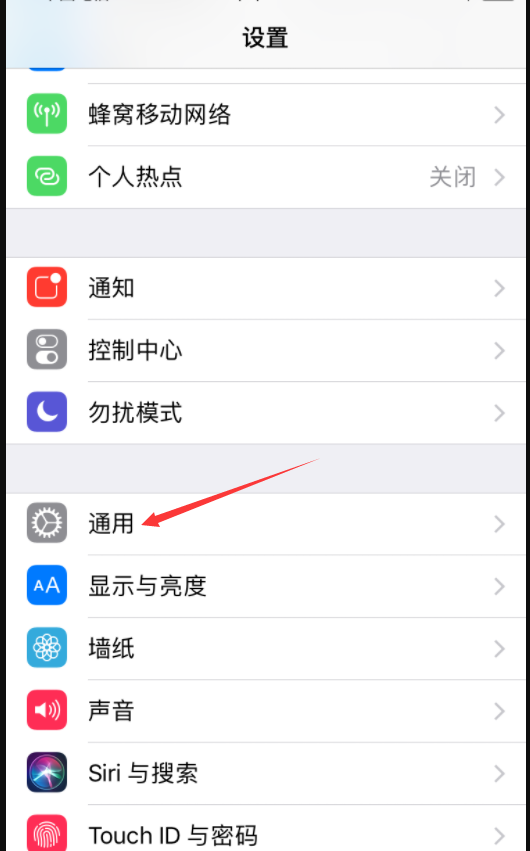 设置
蜂窝移动网络
个人热点 关闭
通知
控制中心
勿扰模式
通用
AA 显示与亮度
墙纸
声音
Siri 与搜索
Touch ID 与密码